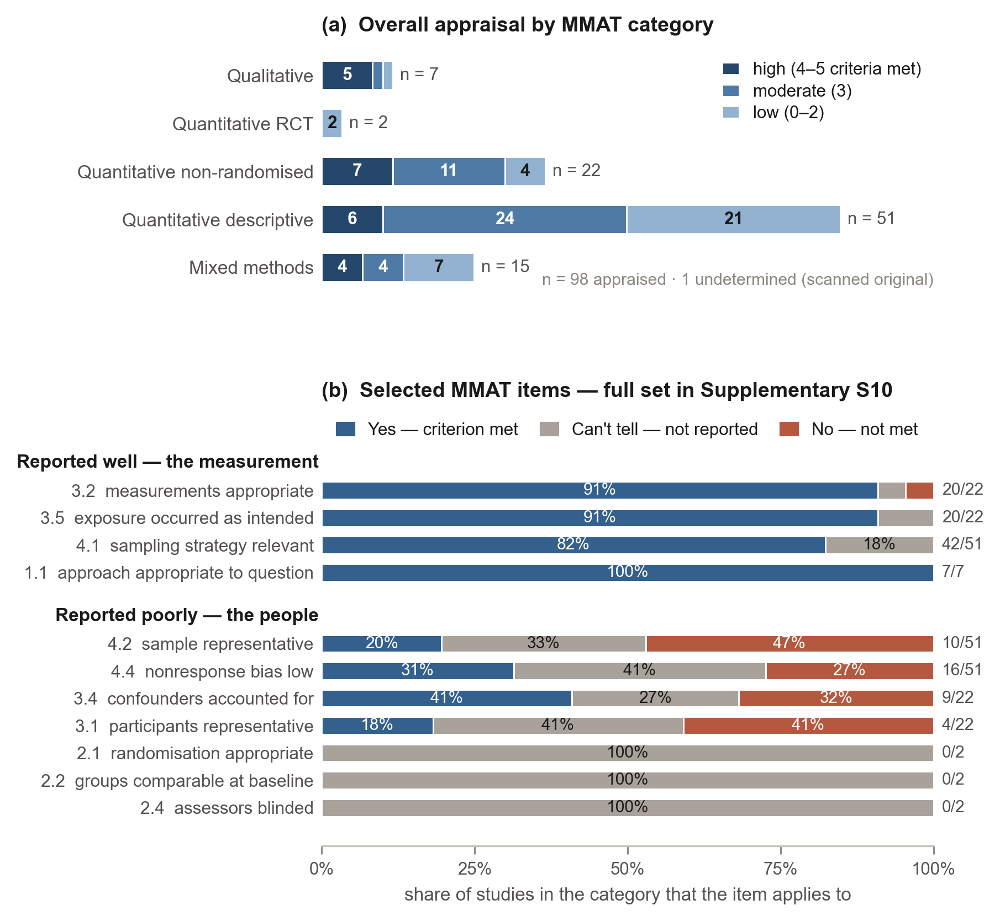 (a) Overall appraisal by MMAT category
high (4–5 criteria met)
moderate (3)
low (0–2)
Qualitative 5 n = 7
Quantitative RCT 2 n = 2
Quantitative non-randomised 7 11 4 n = 22
Quantitative descriptive 6 24 21 n = 51
Mixed methods 4 4 7 n = 15
n = 98 appraised · 1 undetermined (scanned original)
(b) Selected MMAT items — full set in Supplementary S10
Yes — criterion met Can't tell — not reported No — not met
Reported well — the measurement
3.2 measurements appropriate 91% 20/22
3.5 exposure occurred as intended 91% 20/22
4.1 sampling strategy relevant 82% 18% 42/51
1.1 approach appropriate to question 100% 7/7
Reported poorly — the people
4.2 sample representative 20% 33% 47% 10/51
4.4 nonresponse bias low 31% 41% 27% 16/51
3.4 confounders accounted for 41% 27% 32% 9/22
3.1 participants representative 18% 41% 41% 4/22
2.1 randomisation appropriate 100% 0/2
2.2 groups comparable at baseline 100% 0/2
2.4 assessors blinded 100% 0/2
0% 25% 50% 75% 100%
share of studies in the category that the item applies to